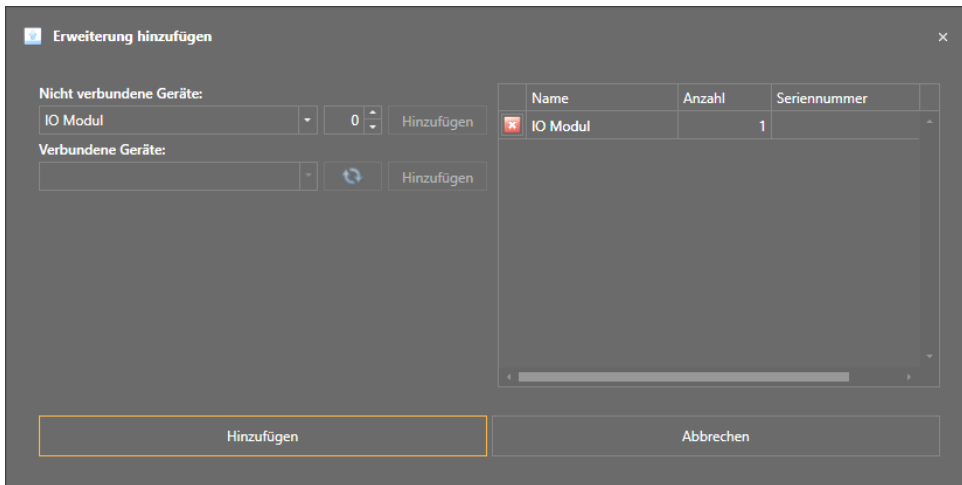 Erweiterung hinzufügen
Nicht verbundene Geräte:
IO Modul 0 Hinzufügen
Verbundene Geräte:
Hinzufügen
Name Anzahl Seriennummer
IO Modul 1
Hinzufügen Abbrechen